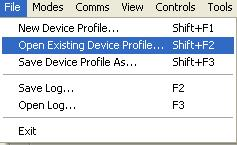 File Modes Comms View Controls Tools
New Device Profile... Shift+F1
Open Existing Device Profile... Shift+F2
Save Device Profile As... Shift+F3
Save Log... F2
Open Log... F3
Exit